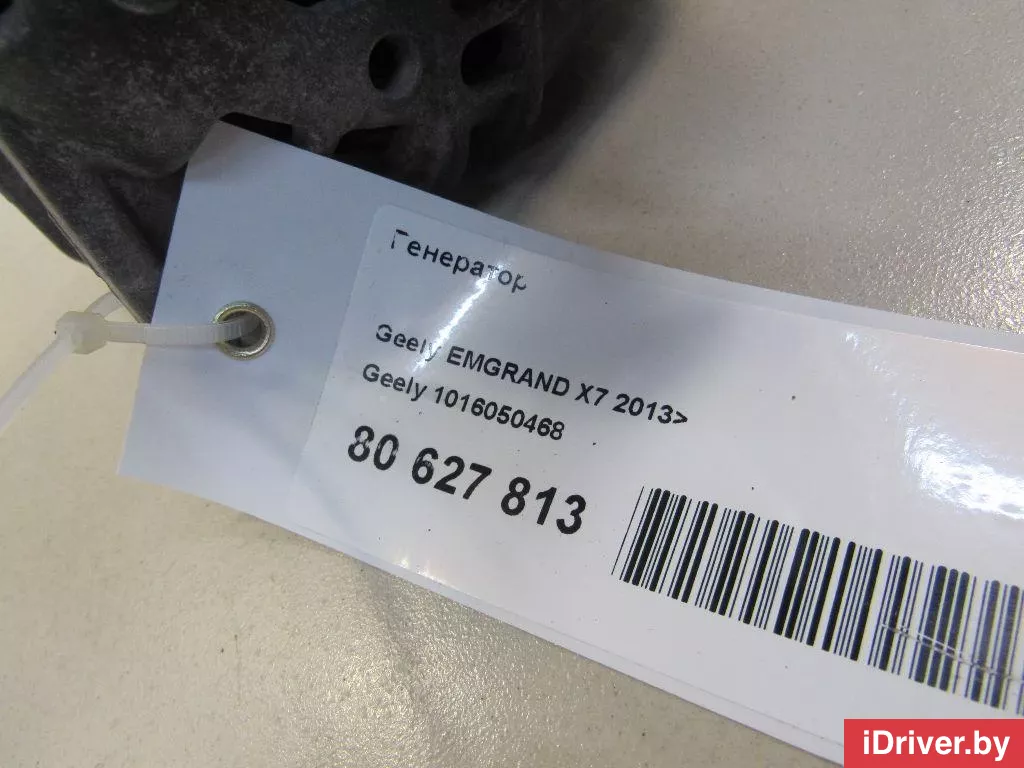 Генератор
Geely EMGRAND X7 2013>
Geely 1016050468
80 627 813
iDriver.by